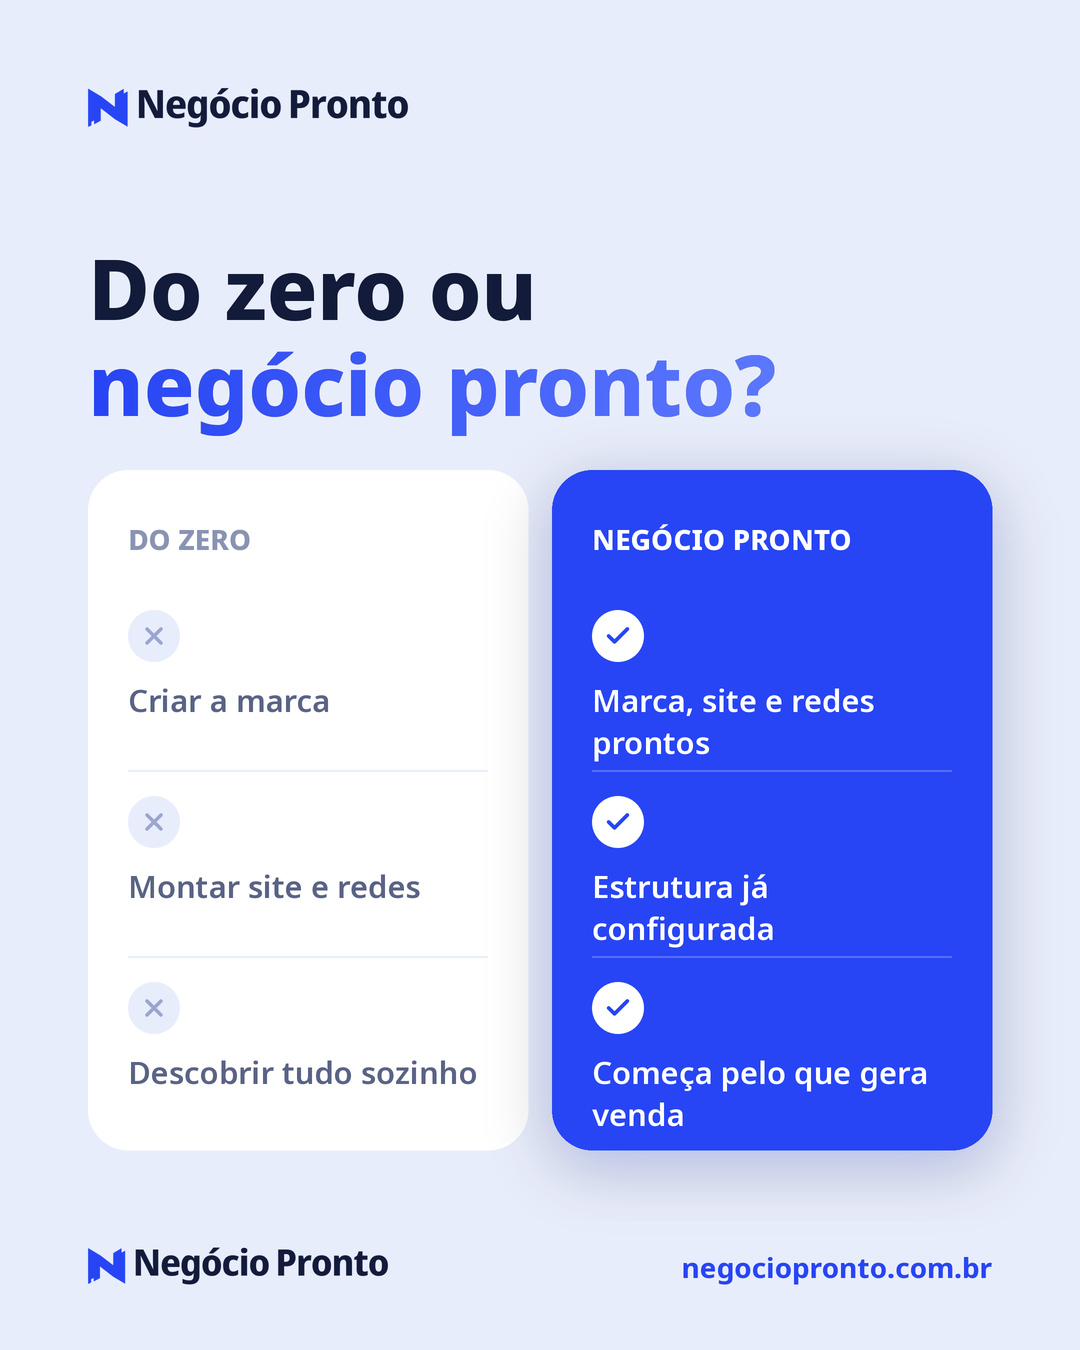 Negócio Pronto
Do zero ou
negócio pronto?
DO ZERO
Criar a marca
Montar site e redes
Descobrir tudo sozinho
NEGÓCIO PRONTO
Marca, site e redes
prontos
Estrutura já
configurada
Começa pelo que gera
venda
Negócio Pronto
negociopronto.com.br